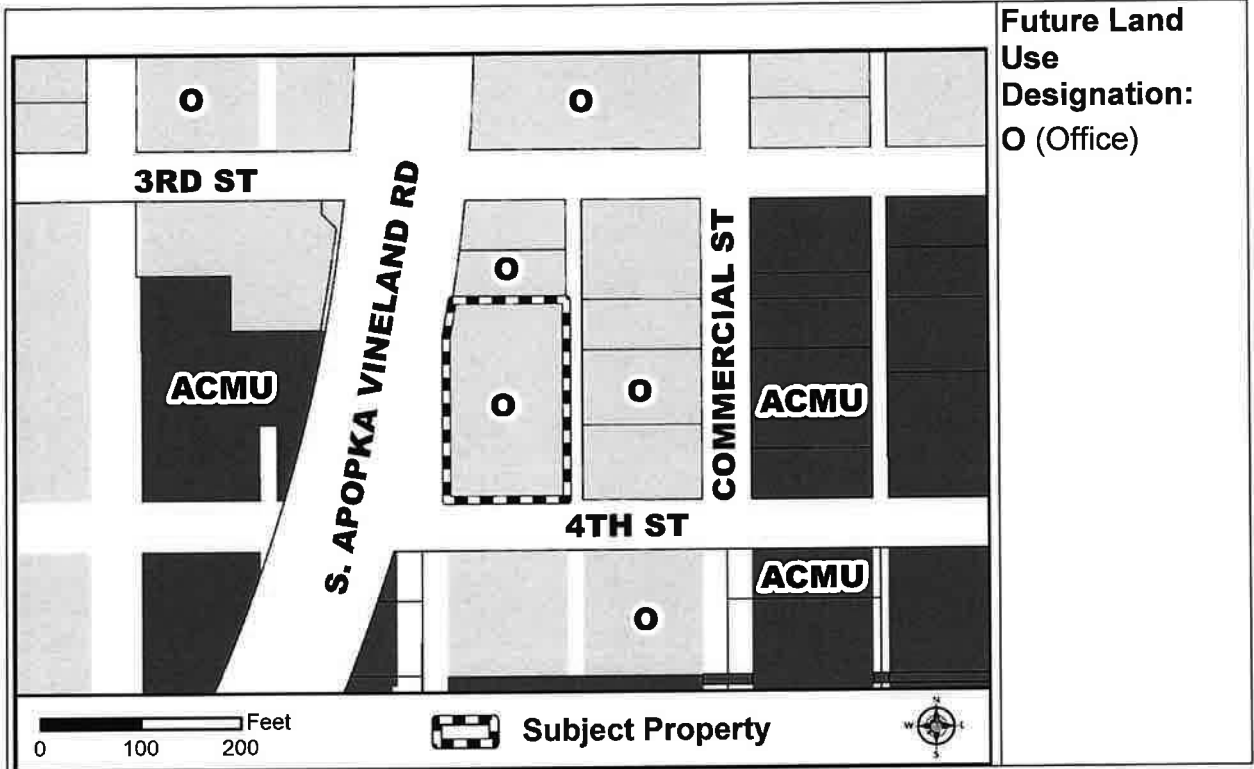 Future Land
Use
Designation:
O (Office)
O
O
3RD ST
S. APOPKA VINELAND RD
COMMERCIAL ST
O
ACMU
O
O
ACMU
4TH ST
ACMU
O
Feet
0 100 200
Subject Property
N
W
S